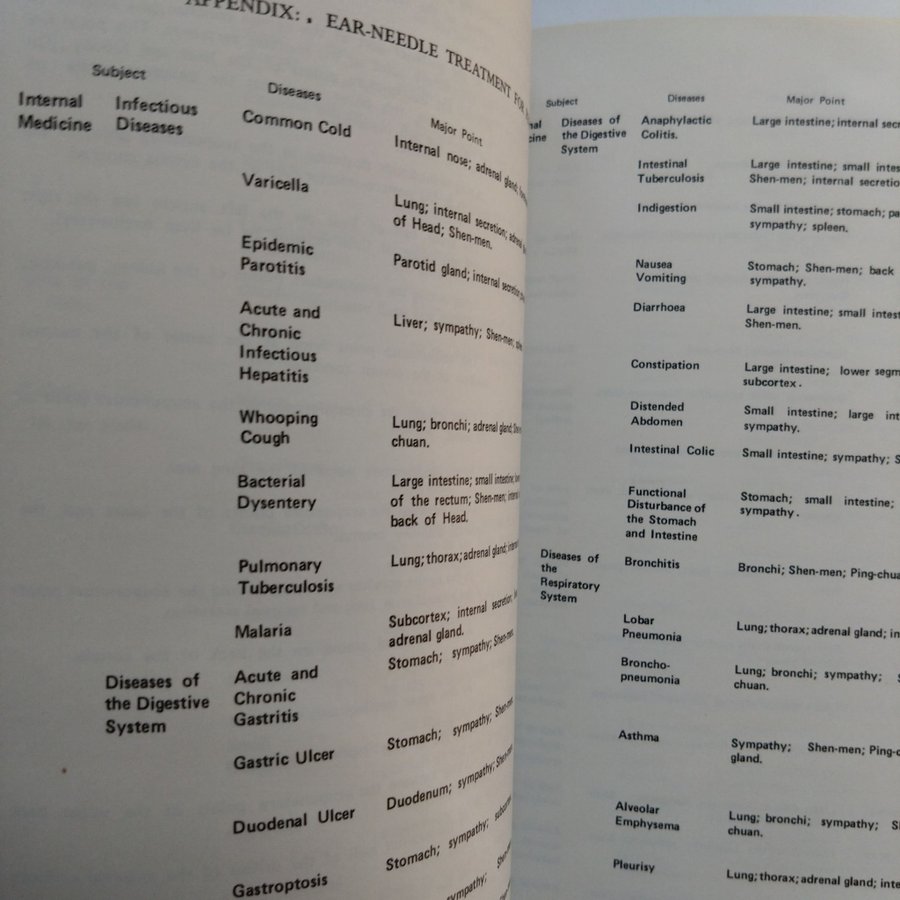 APPENDIX: . EAR-NEEDLE TREATMENT FOR
Subject
Diseases
Major Point
Internal Medicine
Infectious Diseases
Common Cold
Internal nose; adrenal gland;
Varicella
Lung; internal secretion;
of Head; Shen-men.
Epidemic
Parotitis
Parotid gland; internal secretion
Acute and
Chronic
Infectious
Hepatitis
Liver; sympathy; Shen-men;
Whooping
Cough
Lung; bronchi; adrenal gland;
chuan.
Bacterial
Dysentery
Large intestine; small intestine;
of the rectum; Shen-men;
back of Head.
Pulmonary
Tuberculosis
Lung; thorax; adrenal gland;
Malaria
Subcortex; internal secretion;
adrenal gland.
Diseases of
the Digestive
System
Acute and
Chronic
Gastritis
Stomach; sympathy; Shen-men.
Gastric Ulcer
Stomach; sympathy; Shen-men.
Duodenal Ulcer
Duodenum; sympathy; Shen-men.
Gastroptosis
Stomach; sympathy; subcortex
sympathy;
Subject
Diseases
Major Point
Diseases of
the Digestive
System
Anaphylactic
Colitis.
Large intestine; internal
Intestinal
Tuberculosis
Large intestine; small
Shen-men; internal
Indigestion
Small intestine; stomach;
sympathy; spleen.
Nausea
Vomiting
Stomach; Shen-men; back
sympathy.
Diarrhoea
Large intestine; small
Shen-men.
Constipation
Large intestine; lower
subcortex.
Distended
Abdomen
Small intestine; large
sympathy.
Intestinal Colic
Small intestine; sympathy;
Functional
Disturbance of
the Stomach
and Intestine
Stomach; small intestine;
sympathy.
Diseases of
the
Respiratory
System
Bronchitis
Bronchi; Shen-men;
Lobar
Pneumonia
Lung; thorax; adrenal gland;
Broncho-
pneumonia
Lung; bronchi; sympathy;
chuan.
Asthma
Sympathy; Shen-men;
gland.
Alveolar
Emphysema
Lung; bronchi; sympathy;
chuan.
Pleurisy
Lung; thorax; adrenal gland;